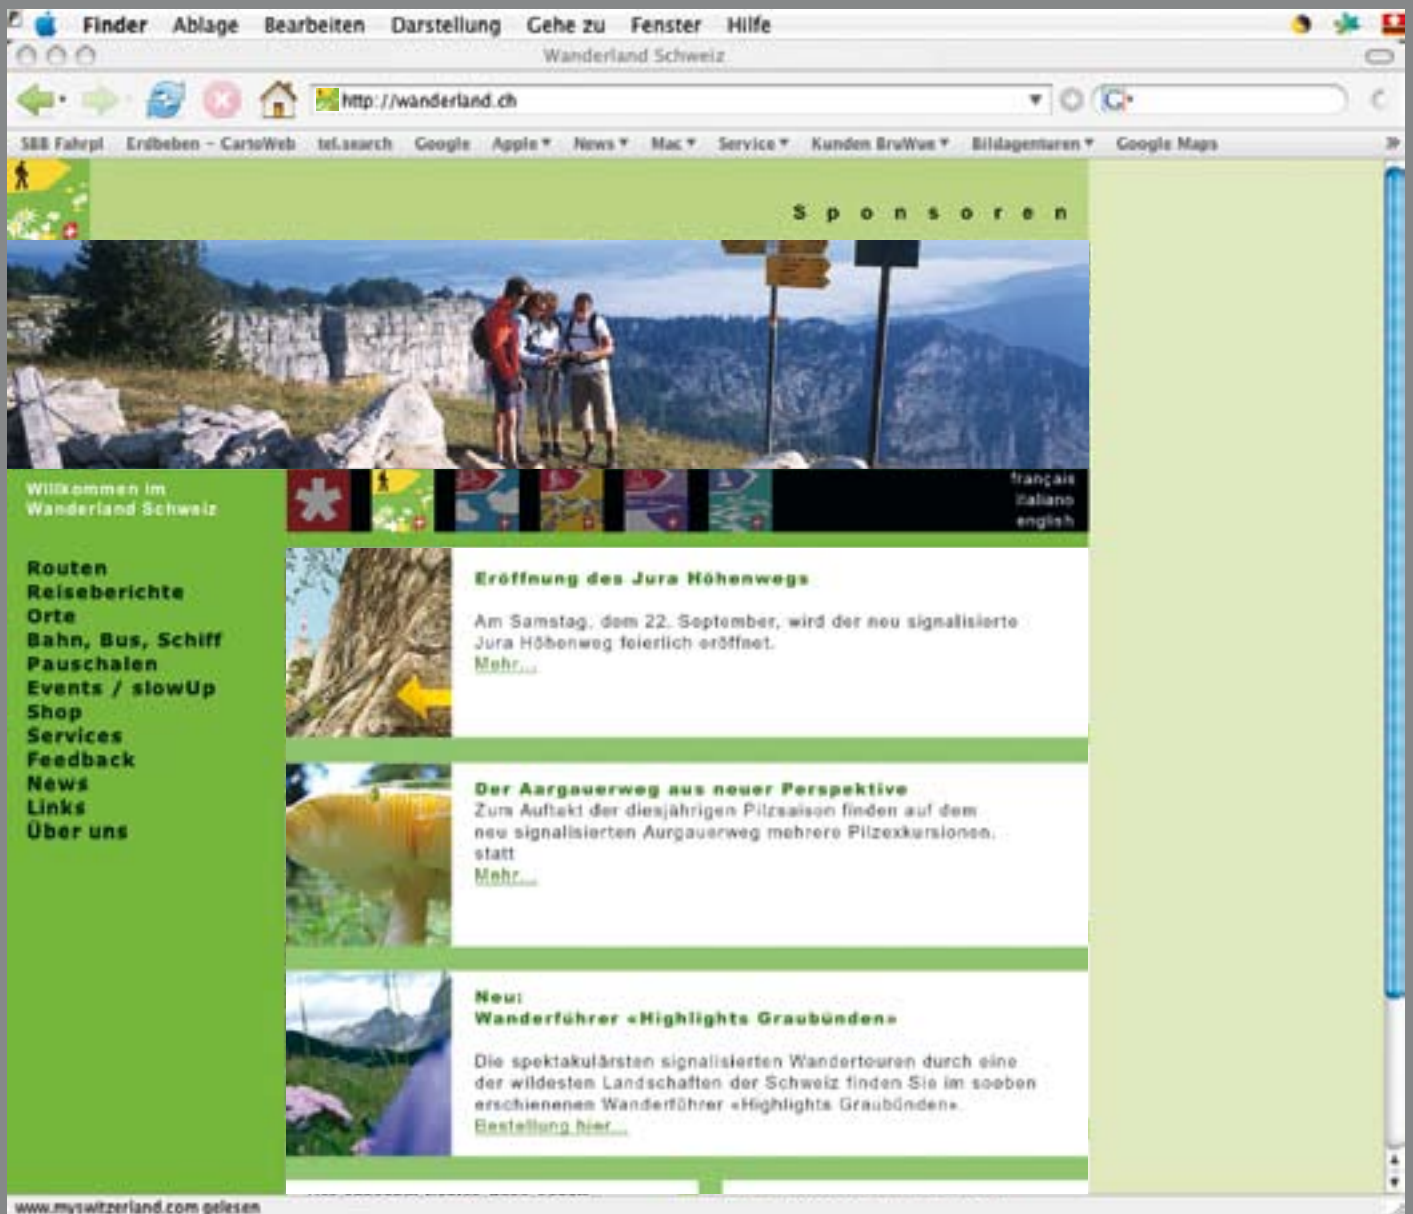 Finder Ablage Bearbeiten Darstellung Gehe zu Fenster Hilfe
Wanderland Schweiz
http://wanderland.ch
SBB Fahrpl Erdbeben - CartoWeb tel.search Google Apple News Mac Service Kunden BruWue Bildagenturen Google Maps
Sponsoren
Willkommen im
Wanderland Schweiz
français
italiano
english
Routen
Reiseberichte
Orte
Bahn, Bus, Schiff
Pauschalen
Events / slowUp
Shop
Services
Feedback
News
Links
Über uns
Eröffnung des Jura Höhenwegs
Am Samstag, dem 22. September, wird der neu signalisierte
Jura Höhenweg feierlich eröffnet.
Mehr...
Der Aargauerweg aus neuer Perspektive
Zum Auftakt der diesjährigen Pilzsaison finden auf dem
neu signalisierten Aurgauerweg mehrere Pilzexkursionen.
statt
Mehr...
Neu:
Wanderführer «Highlights Graubünden»
Die spektakulärsten signalisierten Wandertouren durch eine
der wildesten Landschaften der Schweiz finden Sie im soeben
erschienenen Wanderführer «Highlights Graubünden».
Bestellung hier...
www.myswitzerland.com gelesen